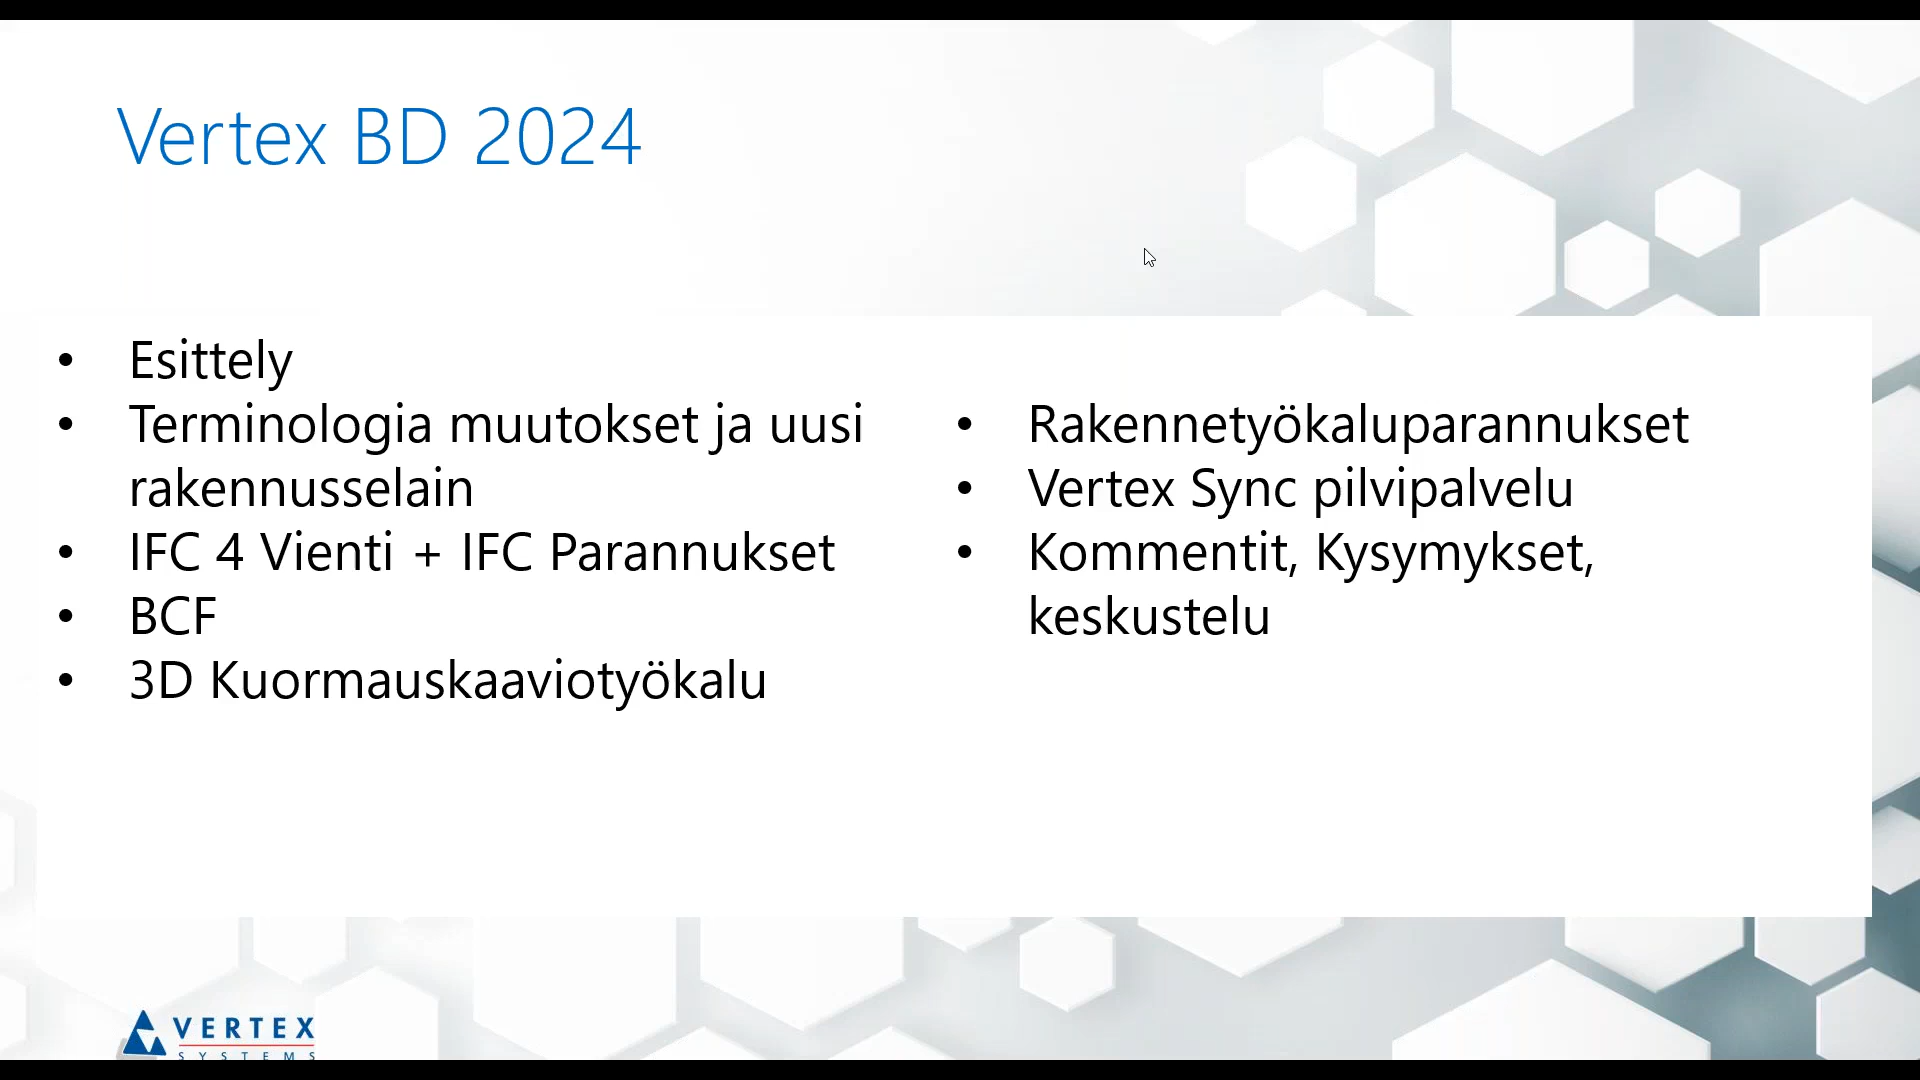 Vertex BD 2024
• Esittely
• Terminologia muutokset ja uusi
rakennusselain
• IFC 4 Vienti + IFC Parannukset
• BCF
• 3D Kuormauskaaviotyökalu
• Rakennetyökaluparannukset
• Vertex Sync pilvipalvelu
• Kommentit, Kysymykset,
keskustelu
VERTEX
SYSTEMS